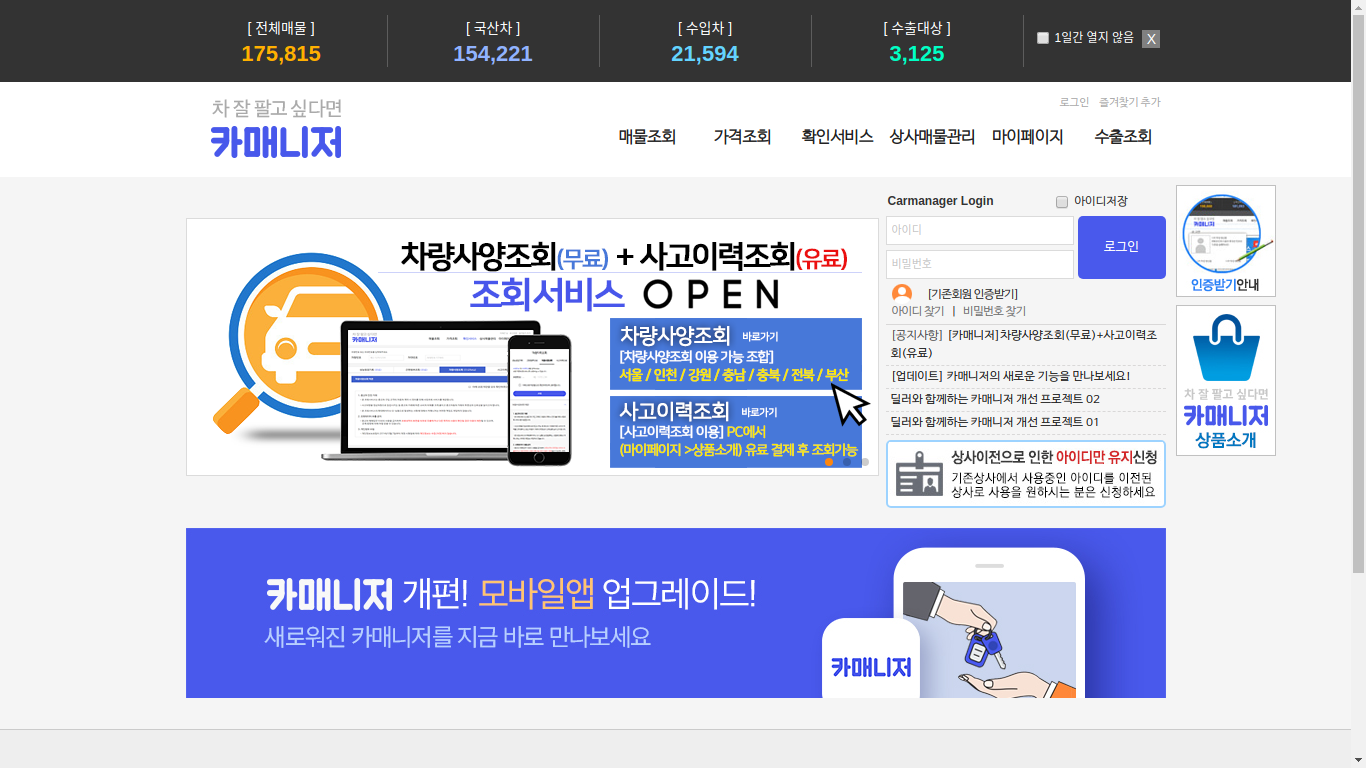 [ 전체매물 ]
175,815
[ 국산차 ]
154,221
[ 수입차 ]
21,594
[ 수출대상 ]
3,125
1일간 열지 않음 X
차 잘 팔고 싶다면
카매니저
로그인 즐겨찾기 추가
매물조회 가격조회 확인서비스 상사매물관리 마이페이지 수출조회
차량사양조회(무료) + 사고이력조회(유료)
조회서비스 OPEN
차량사양조회 바로가기
[차량사양조회 이용 가능 조합]
서울 / 인천 / 강원 / 충남 / 충북 / 전북 / 부산
사고이력조회 바로가기
[사고이력조회 이용] PC에서
(마이페이지 >상품소개) 유료 결제 후 조회가능
Carmanager Login 아이디저장
아이디
비밀번호
로그인
[기존회원 인증받기]
아이디 찾기 | 비밀번호 찾기
[공지사항] [카매니저]차량사양조회(무료)+사고이력조
회(유료)
[업데이트] 카매니저의 새로운 기능을 만나보세요!
딜러와 함께하는 카매니저 개선 프로젝트 02
딜러와 함께하는 카매니저 개선 프로젝트 01
상사이전으로 인한 아이디만 유지신청
기존상사에서 사용중인 아이디를 이전된
상사로 사용을 원하시는 분은 신청하세요
인증받기안내
차 잘 팔고 싶다면
카매니저
상품소개
카매니저 개편! 모바일앱 업그레이드!
새로워진 카매니저를 지금 바로 만나보세요
카매니저